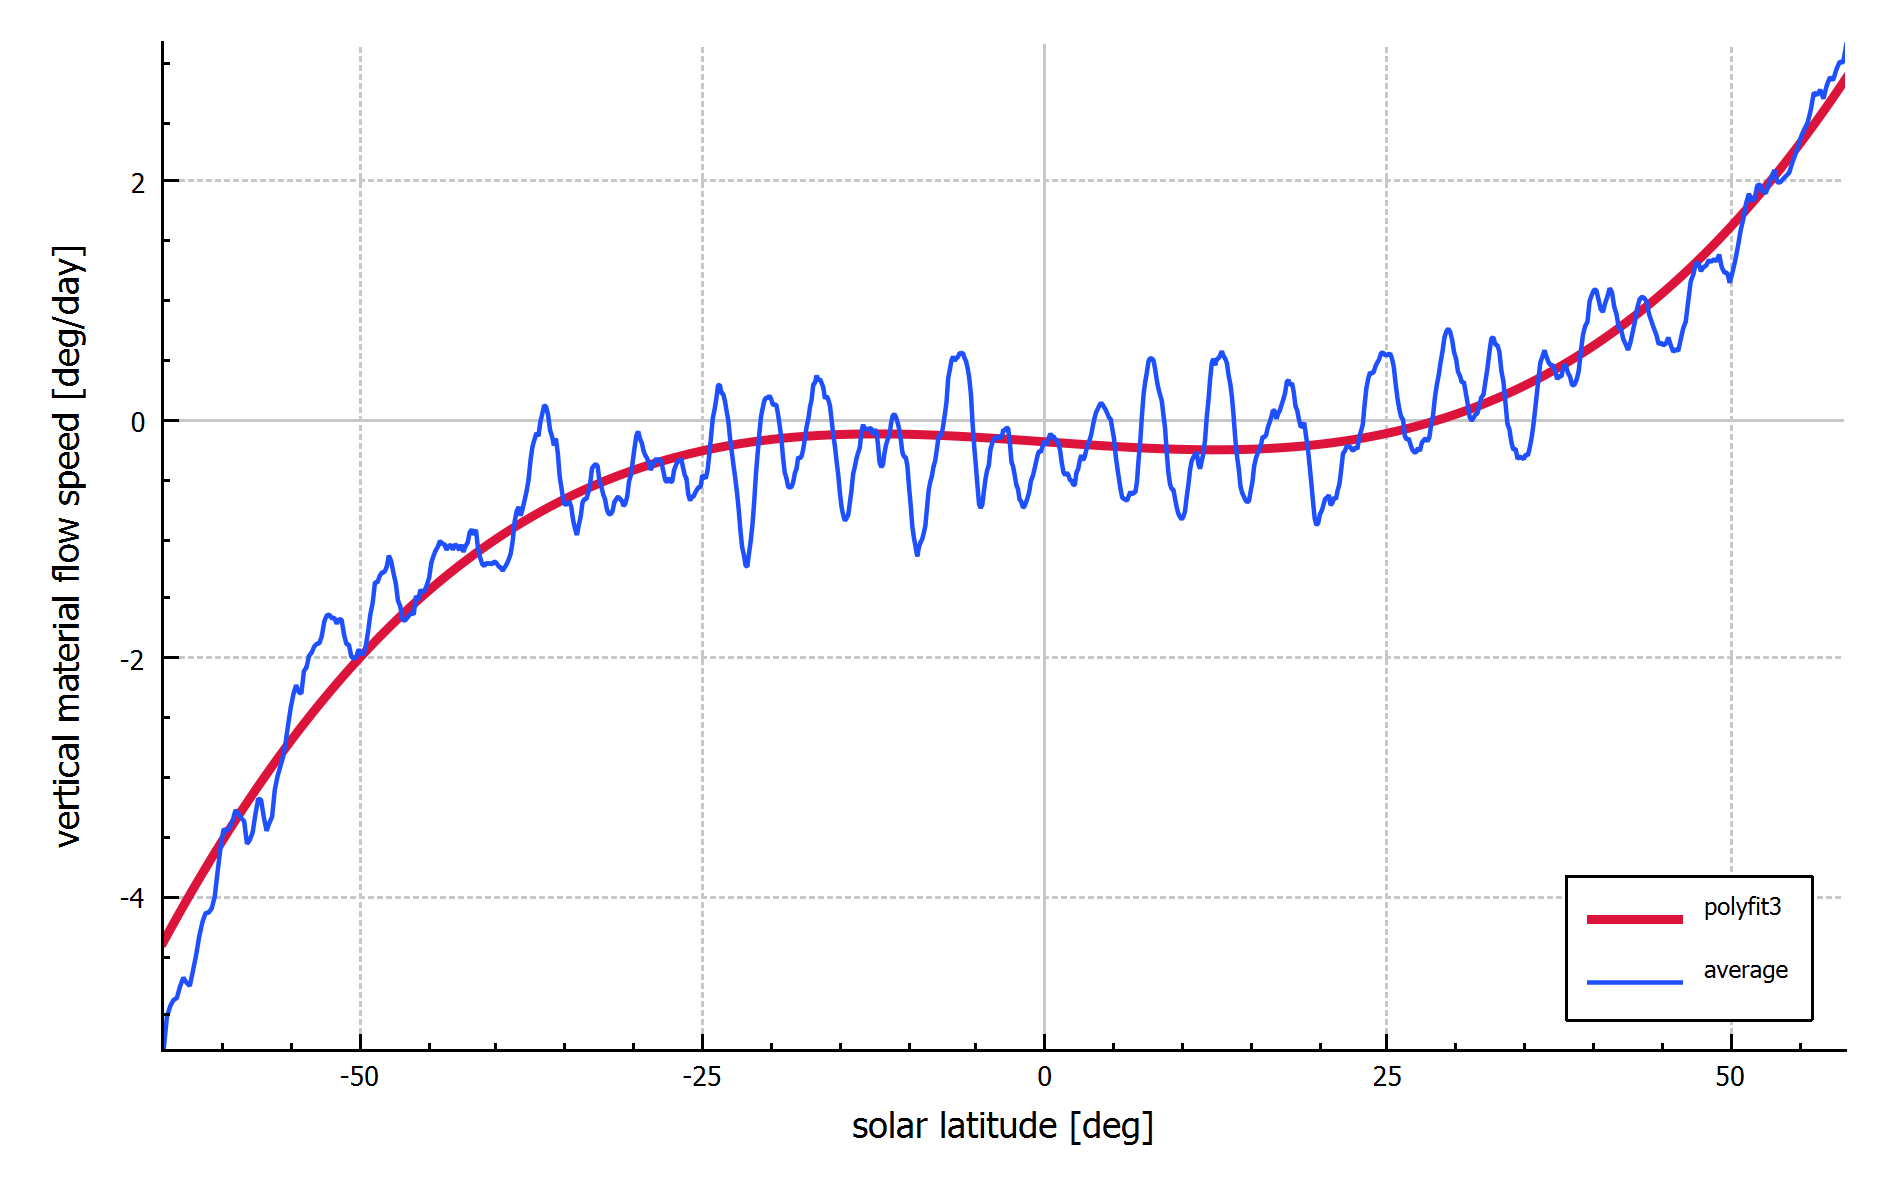 vertical material flow speed [deg/day]
2
0
-2
-4
-50
-25
0
25
50
solar latitude [deg]
polyfit3
average